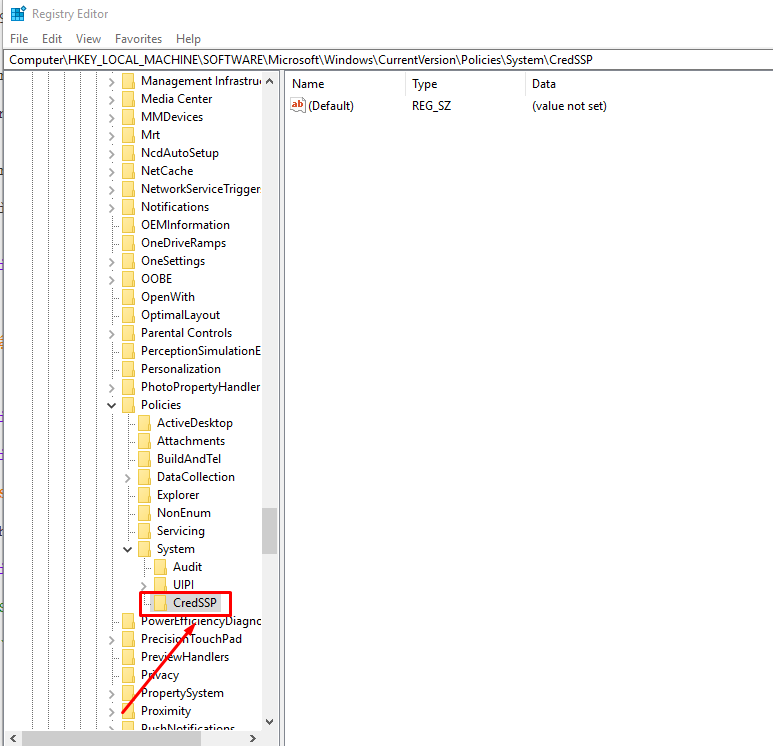 Registry Editor
File Edit View Favorites Help
Computer\HKEY_LOCAL_MACHINE\SOFTWARE\Microsoft\Windows\CurrentVersion\Policies\System\CredSSP
Management Infrastru
Media Center
MMDevices
Mrt
NcdAutoSetup
NetCache
NetworkServiceTriggers
Notifications
OEMInformation
OneDriveRamps
OneSettings
OOBE
OpenWith
OptimalLayout
Parental Controls
PerceptionSimulationE
Personalization
PhotoPropertyHandler
Policies
ActiveDesktop
Attachments
BuildAndTel
DataCollection
Explorer
NonEnum
Servicing
System
Audit
UIPI
CredSSP
PowerEfficiencyDiagno
PrecisionTouchPad
PreviewHandlers
Privacy
PropertySystem
Proximity
PushNotifications
Name Type Data
ab (Default) REG_SZ (value not set)